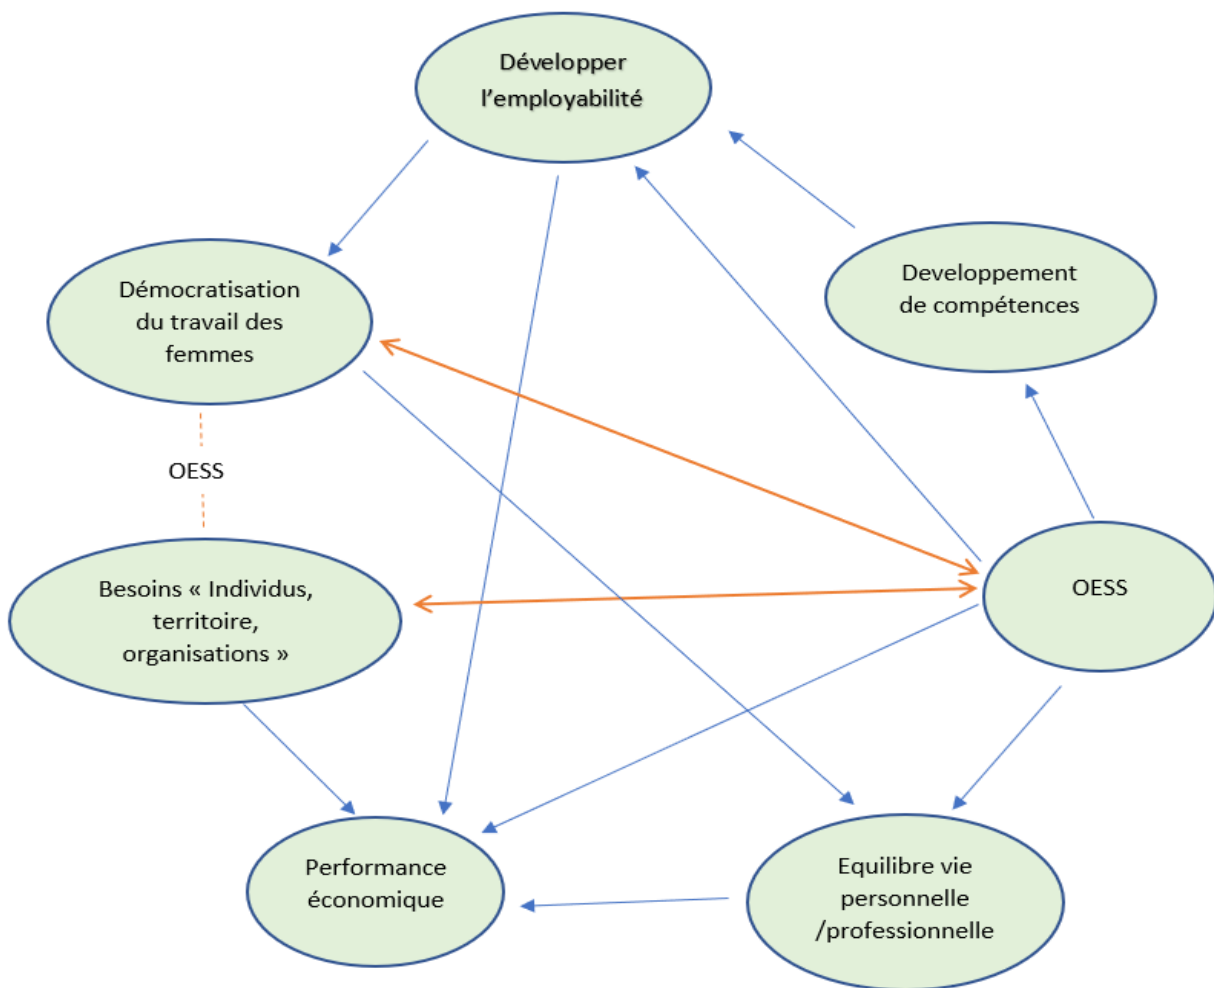 Développer
l'employabilité
Developpement
de compétences
Démocratisation
du travail des
femmes
OESS
Besoins « Individus,
territoire,
organisations »
OESS
Performance
économique
Equilibre vie
personnelle
/professionnelle